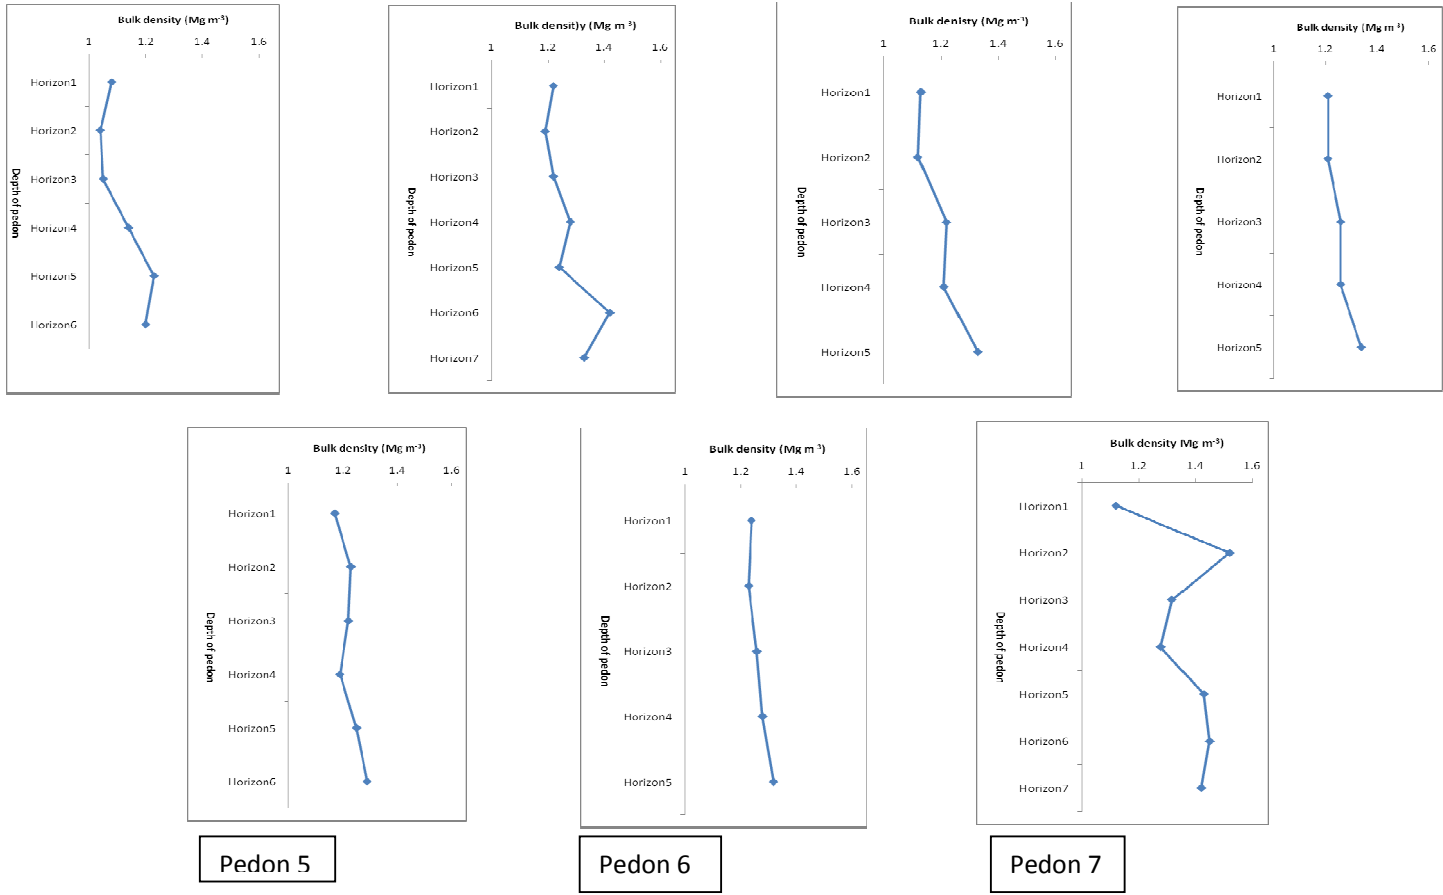 Bulk density (Mg m-3)
1 1.2 1.4 1.6
Horizon1
Horizon2
Horizon3
Horizon4
Horizon5
Horizon6
Depth of pedon
Bulk densit)y (Mg m-3)
1 1.2 1.4 1.6
Horizon1
Horizon2
Horizon3
Horizon4
Horizon5
Horizon6
Horizon7
Depth of pedon
Bulk density (Mg m-3)
1 1.2 1.4 1.6
Horizon1
Horizon2
Horizon3
Horizon4
Horizon5
Depth of pedon
Bulk density (Mg m-3)
1 1.2 1.4 1.6
Horizon1
Horizon2
Horizon3
Horizon4
Horizon5
Depth of pedon
Bulk density (Mg m-3)
1 1.2 1.4 1.6
Horizon1
Horizon2
Horizon3
Horizon4
Horizon5
Horizon6
Depth of pedon
Pedon 5
Bulk density (Mg m-3)
1 1.2 1.4 1.6
Horizon1
Horizon2
Horizon3
Horizon4
Horizon5
Depth of pedon
Pedon 6
Bulk density Mg m-3)
1 1.2 1.4 1.6
Horizon1
Horizon2
Horizon3
Horizon4
Horizon5
Horizon6
Horizon7
Depth of pedon
Pedon 7